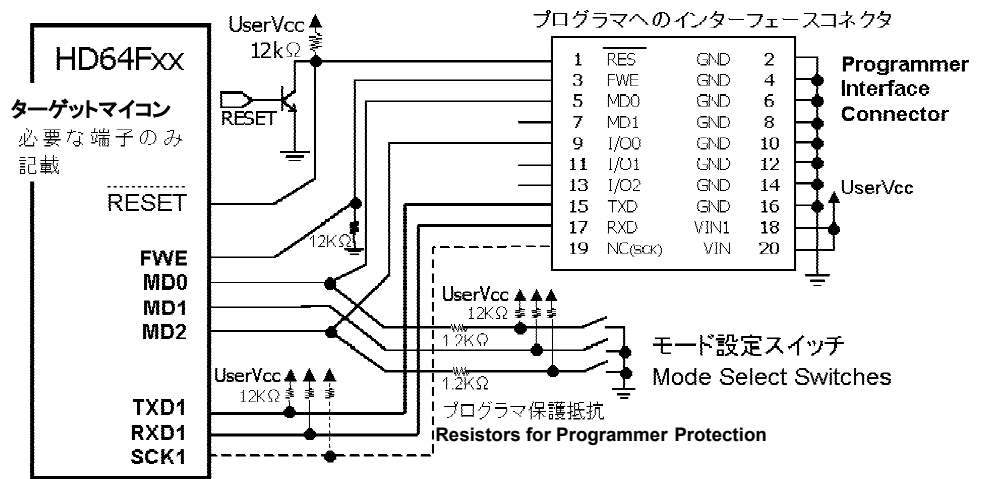 プログラマへのインターフェースコネクタ
UserVcc
12kΩ
HD64Fxx
ターゲットマイコン
必要な端子のみ
記載
RESET
1 RES GND 2
3 FWE GND 4
5 MD0 GND 6
7 MD1 GND 8
9 I/O0 GND 10
11 I/O1 GND 12
13 I/O2 GND 14
15 TXD GND 16
17 RXD VIN1 18
19 NC(SCK) VIN 20
Programmer
Interface
Connector
UserVcc
RESET
12KΩ
FWE
MD0
MD1
MD2
UserVcc
12KΩ
1.2KΩ
1.2KΩ
モード設定スイッチ
Mode Select Switches
UserVcc
12KΩ
TXD1
RXD1
SCK1
プログラマ保護抵抗
Resistors for Programmer Protection